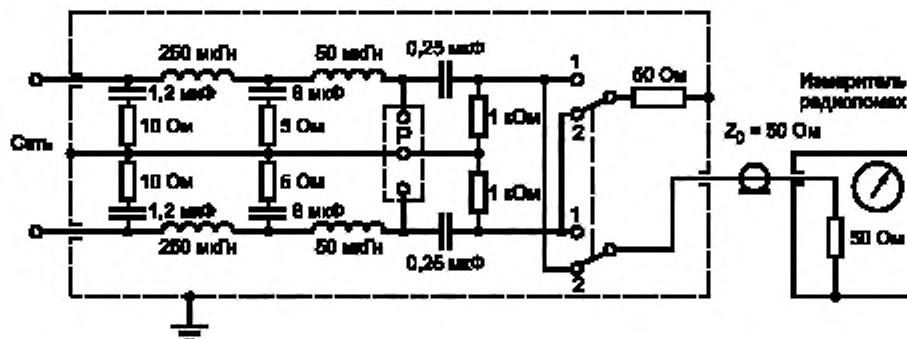 250 мкГн
50 мкГн
0,25 мкФ
1
50 Ом
Измеритель
радиопомех
1,2 мкФ
8 мкФ
10 Ом
5 Ом
Р
1 кОм
2
Z₀ = 50 Ом
Сеть
10 Ом
5 Ом
1 кОм
1,2 мкФ
8 мкФ
1
50 Ом
250 мкГн
50 мкГн
0,25 мкФ
2